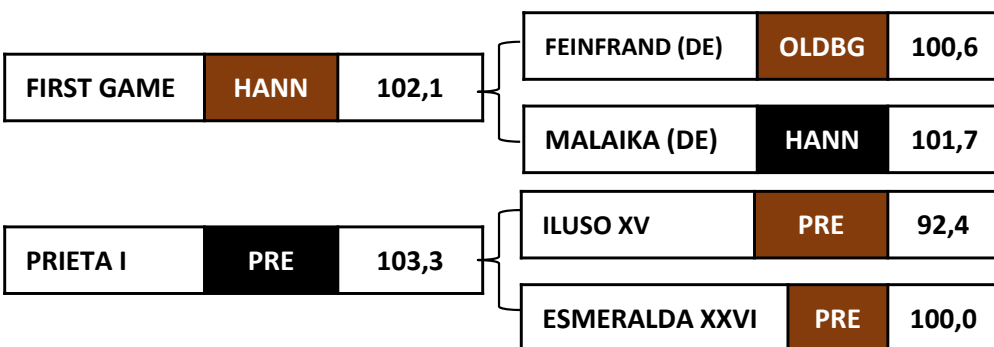 FIRST GAME HANN 102,1
FEINFRAND (DE) OLDBG 100,6
MALAIKA (DE) HANN 101,7
PRIETA I PRE 103,3
ILUSO XV PRE 92,4
ESMERALDA XXVI PRE 100,0